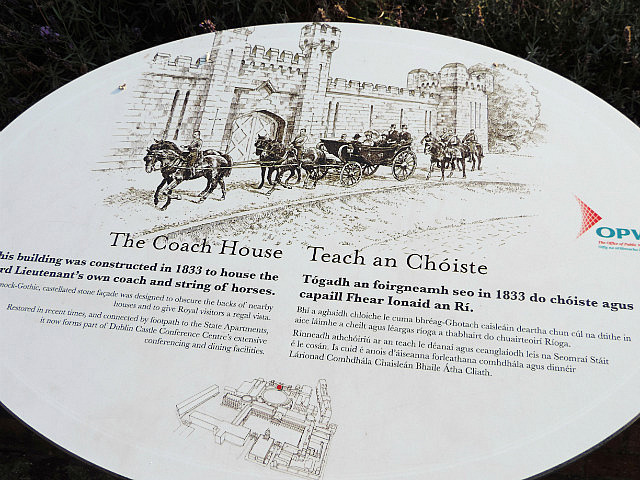 The Coach House
his building was constructed in 1833 to house the
rd Lieutenant's own coach and string of horses.
mock-Gothic, castellated stone façade was designed to obscure the backs of nearby
houses and to give Royal visitors a regal vista.
Restored in recent times, and connected by footpath to the State Apartments,
it now forms part of Dublin Castle Conference Centre's extensive
conferencing and dining facilities.
Teach an Chóiste
Tógadh an foirgneamh seo in 1833 do chóiste agus
capaill Fhear Ionaid an Rí.
Bhí a aghaidh chloiche le cuma bhréag-Ghotach caisleáin deartha chun cúl na dtithe in
aice láimhe a cheilt agus léargas ríoga a thabhairt do chuairteoirí Ríoga.
Rinneadh athchóiriú ar an teach le déanaí agus ceanglaíodh leis na Seomraí Stáit
é le cosán. Is cuid é anois d'áiseanna forleathana comhdhála agus dinnéir
Lárionad Comhdhála Chaisleán Bhaile Átha Cliath.
OPW
The Office of Public
Oifig na